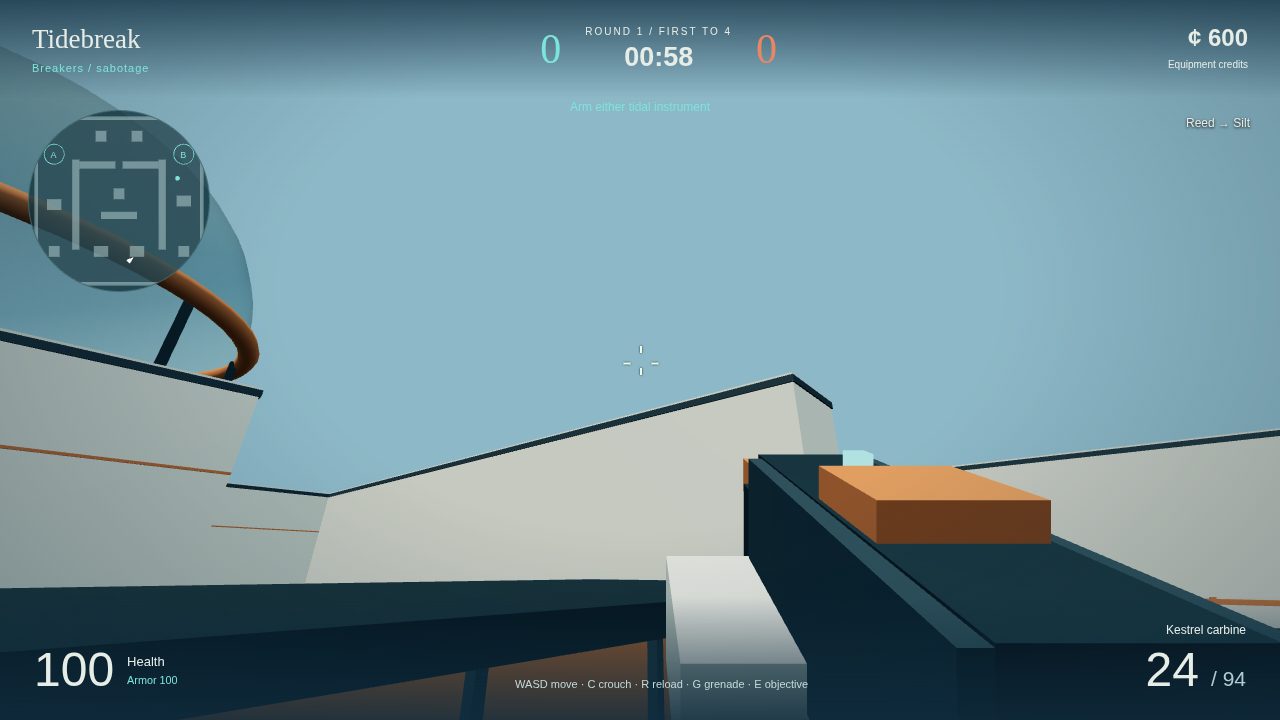 Tidebreak
Breakers / sabotage
0
ROUND 1 / FIRST TO 4
00:58
0
¢ 600
Equipment credits
Arm either tidal instrument
Reed → Silt
A
B
100
Health
Armor 100
WASD move · C crouch · R reload · G grenade · E objective
Kestrel carbine
24 / 94